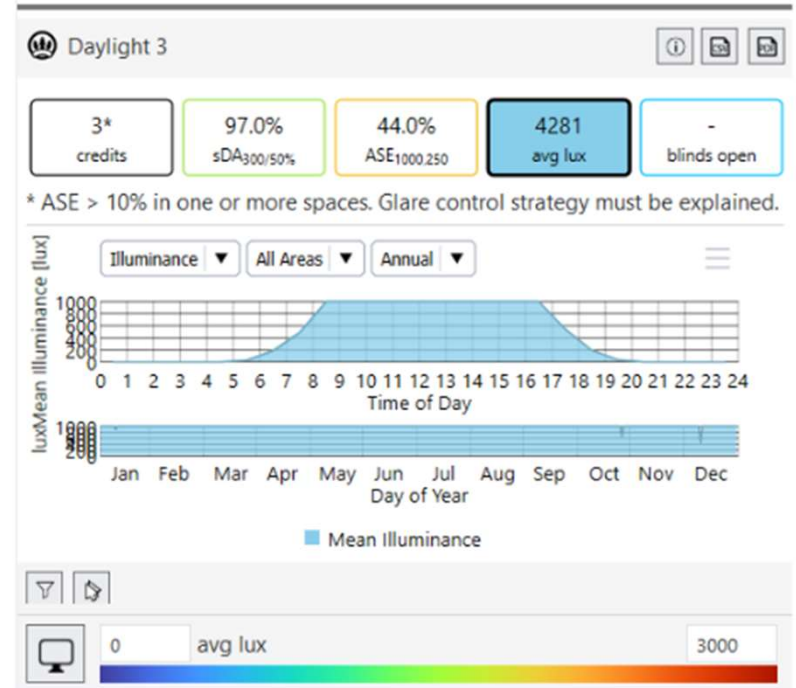 Daylight 3
3* 97.0% 44.0% 4281 -
credits sDA300/50% ASE1000,250 avg lux blinds open
* ASE > 10% in one or more spaces. Glare control strategy must be explained.
Illuminance ▼ All Areas ▼ Annual ▼
luxMean Illuminance [lux]
1000
800
600
400
200
0
0 1 2 3 4 5 6 7 8 9 10 11 12 13 14 15 16 17 18 19 20 21 22 23 24
Time of Day
1000
200
0
Jan Feb Mar Apr May Jun Jul Aug Sep Oct Nov Dec
Day of Year
Mean Illuminance
0 avg lux 3000